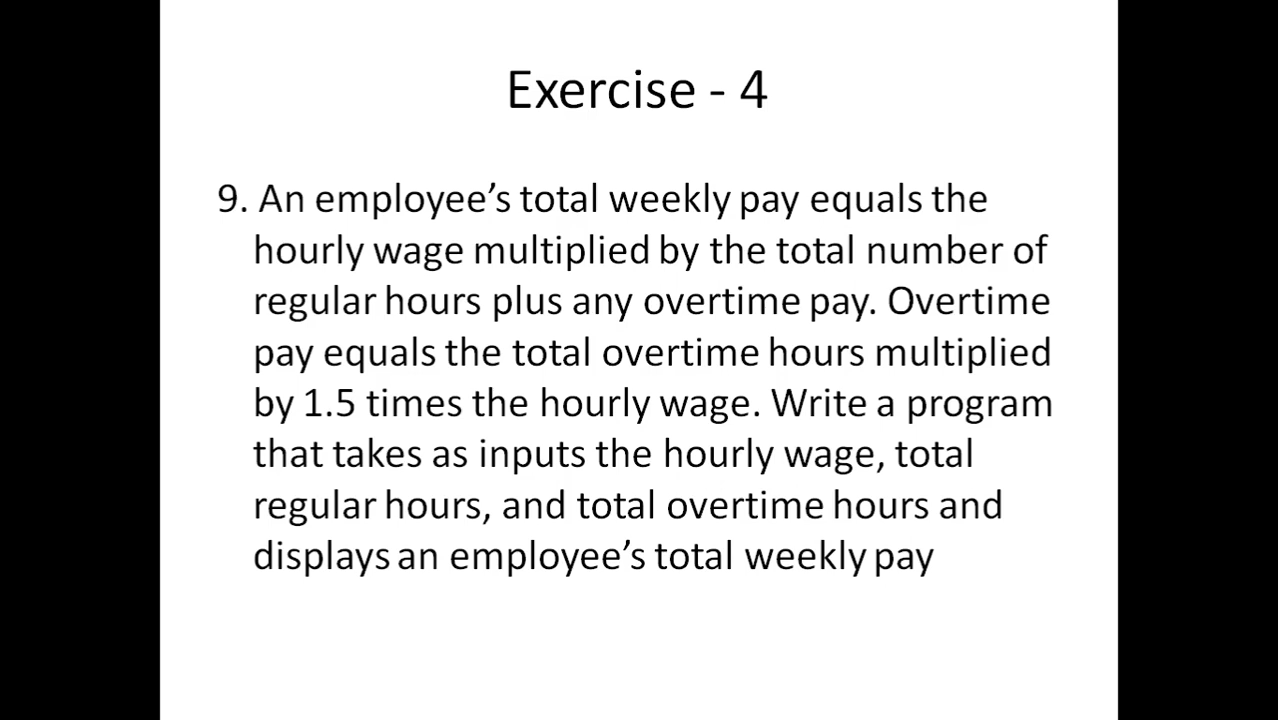 Exercise - 4
9. An employee’s total weekly pay equals the
hourly wage multiplied by the total number of
regular hours plus any overtime pay. Overtime
pay equals the total overtime hours multiplied
by 1.5 times the hourly wage. Write a program
that takes as inputs the hourly wage, total
regular hours, and total overtime hours and
displays an employee’s total weekly pay